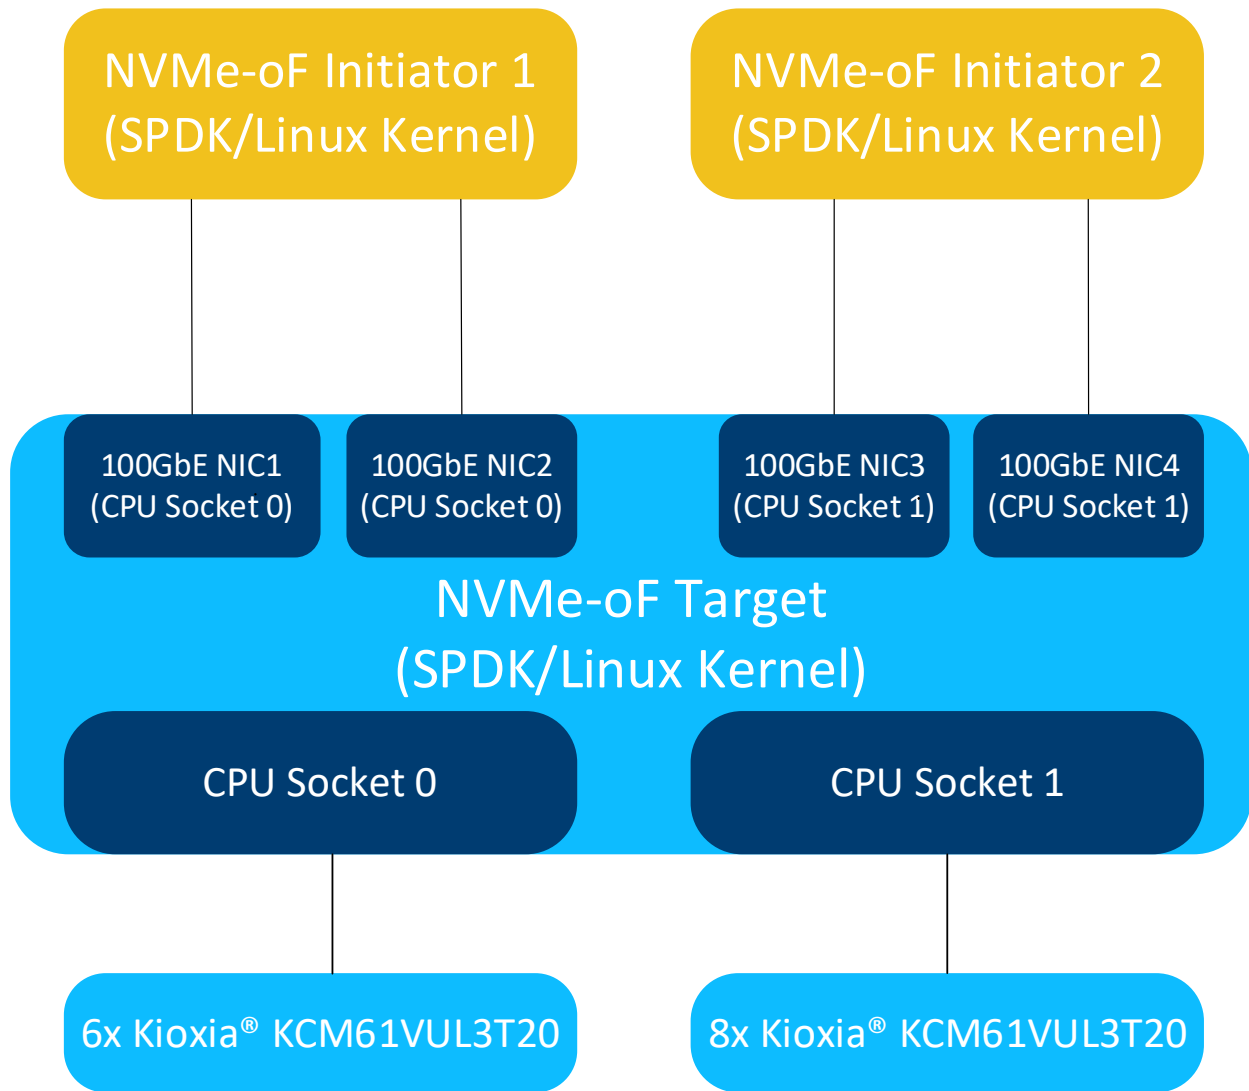 NVMe-oF Initiator 1
(SPDK/Linux Kernel)
NVMe-oF Initiator 2
(SPDK/Linux Kernel)
100GbE NIC1
(CPU Socket 0)
100GbE NIC2
(CPU Socket 0)
100GbE NIC3
(CPU Socket 1)
100GbE NIC4
(CPU Socket 1)
NVMe-oF Target
(SPDK/Linux Kernel)
CPU Socket 0
CPU Socket 1
6x Kioxia® KCM61VUL3T20
8x Kioxia® KCM61VUL3T20